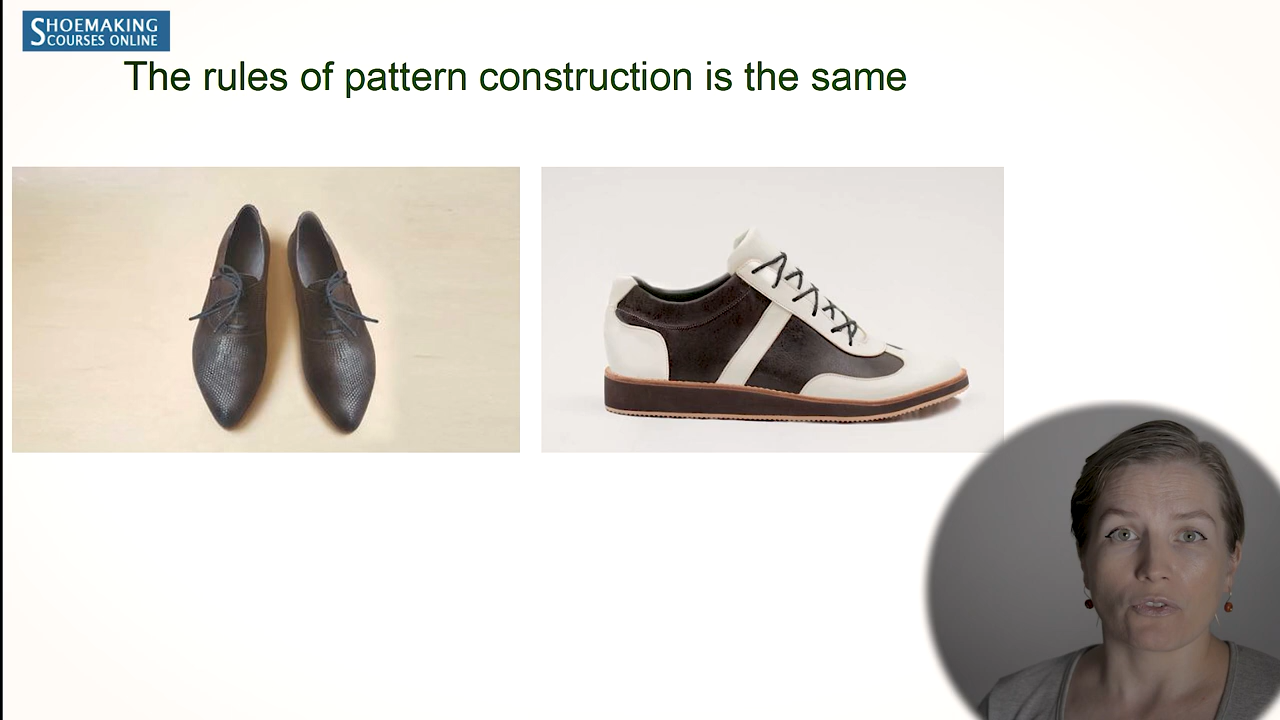 SHOEMAKING
COURSES ONLINE
The rules of pattern construction is the same